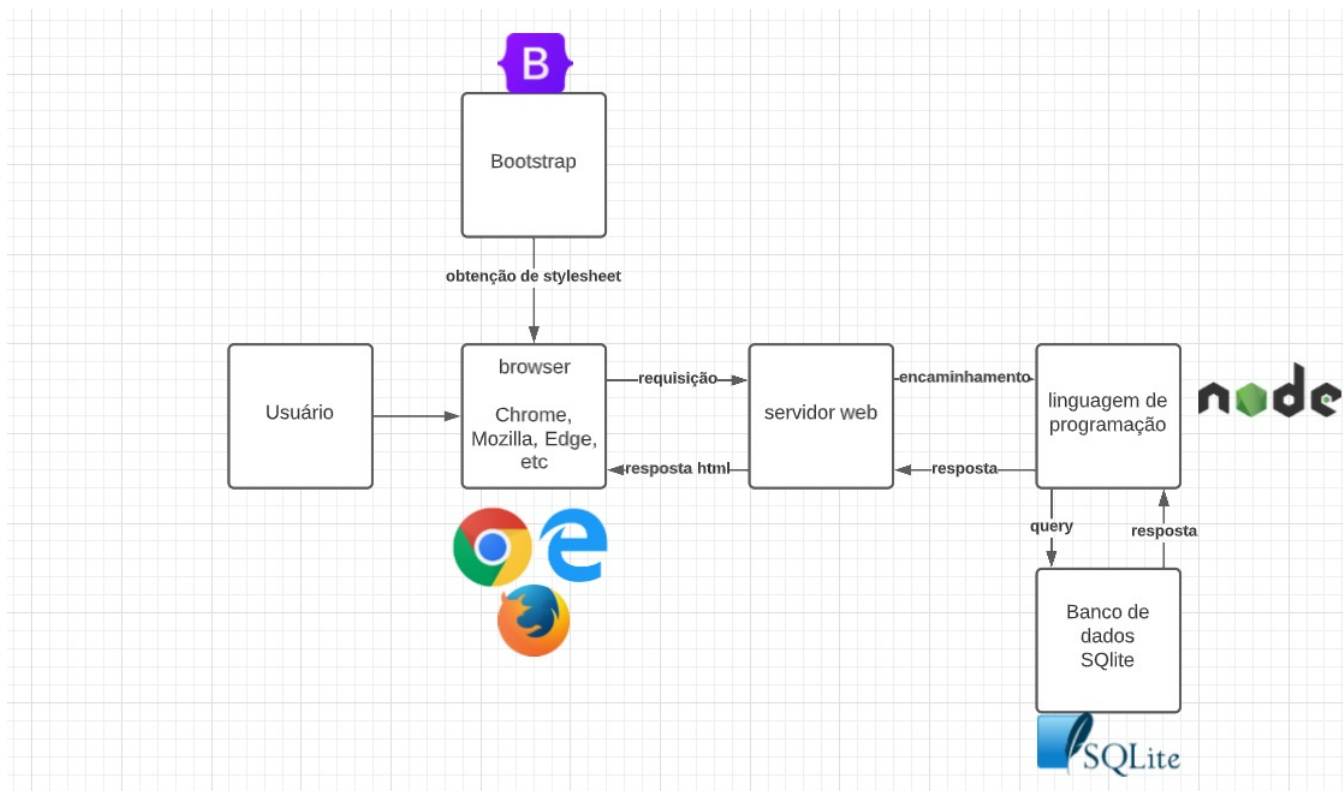 B
Bootstrap
obtenção de stylesheet
Usuário
browser
Chrome,
Mozilla, Edge,
etc
requisição
resposta html
servidor web
encaminhamento
resposta
linguagem de
programação
node
query
resposta
Banco de
dados
SQlite
SQLite